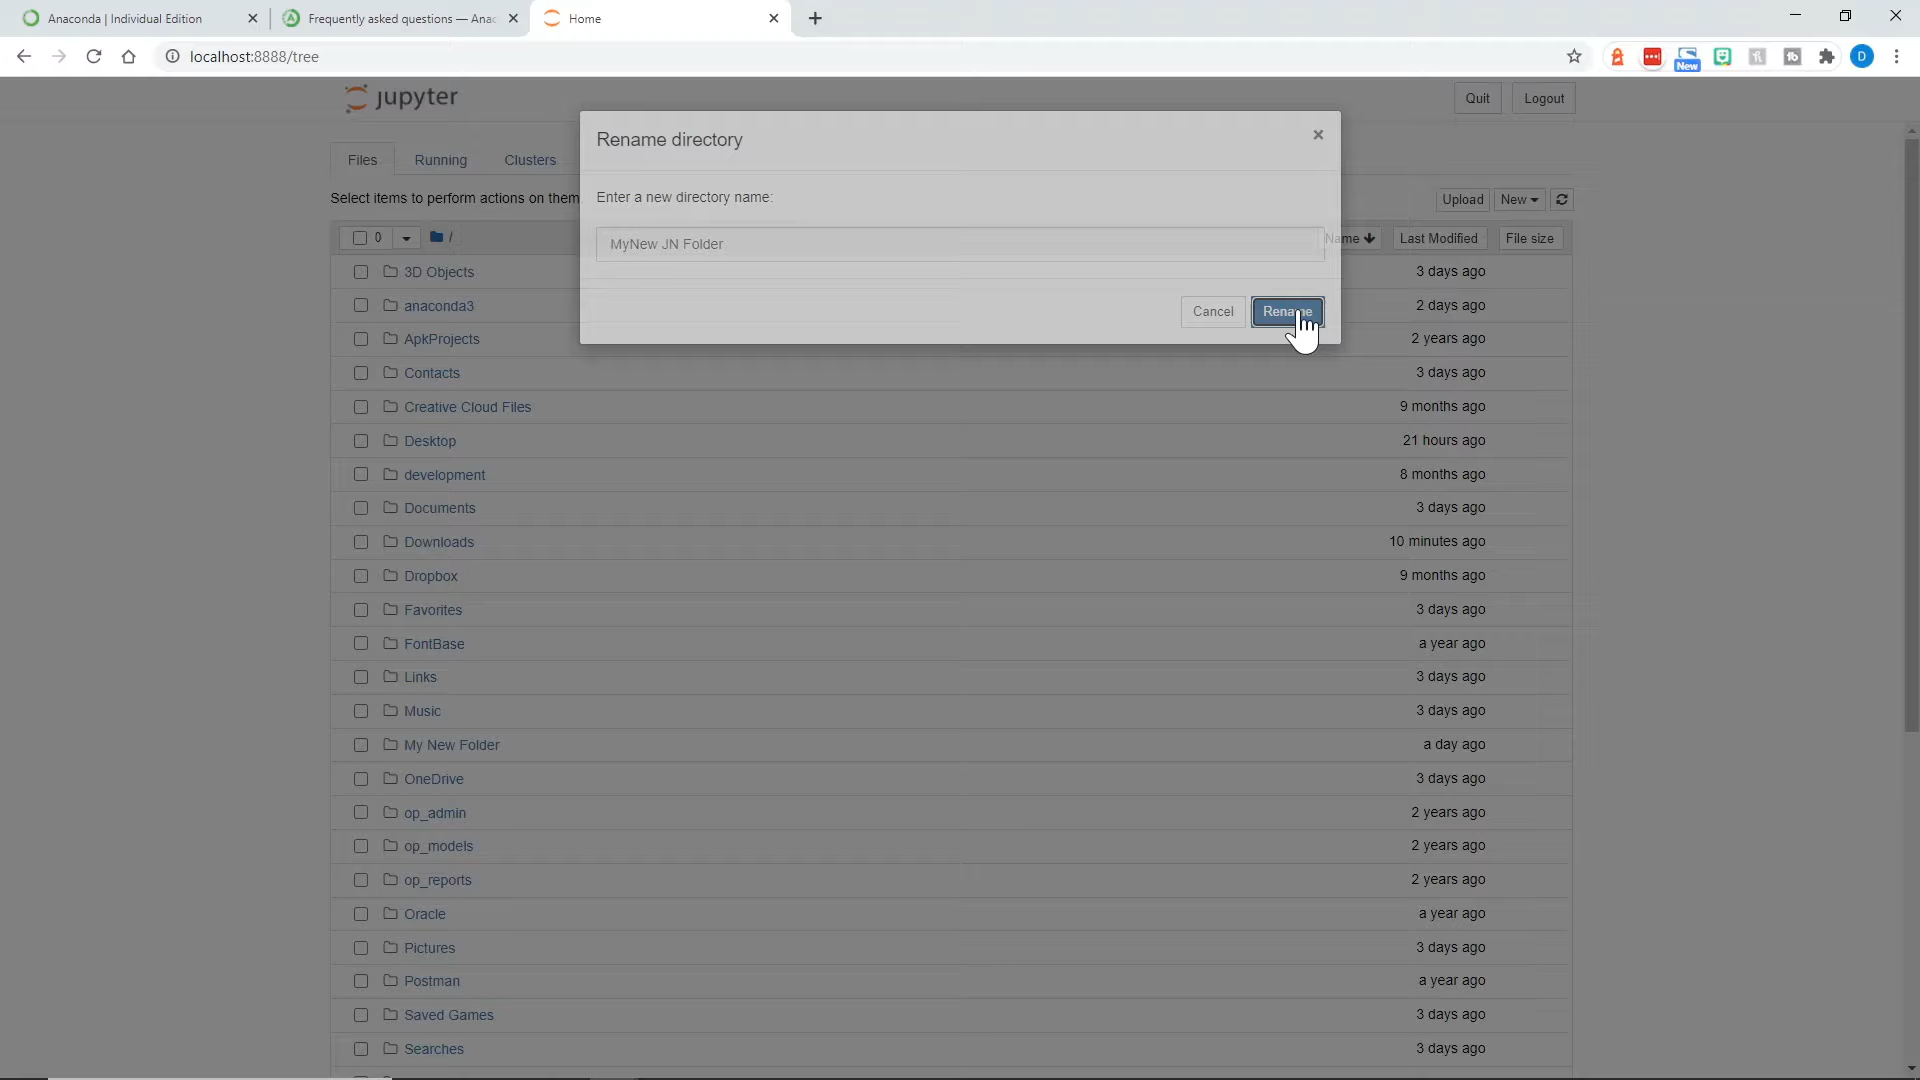 Anaconda | Individual Edition
Frequently asked questions — Anac
Home
localhost:8888/tree
New
D
jupyter
Quit
Logout
Rename directory
Files
Running
Clusters
Select items to perform actions on them
Enter a new directory name:
Upload
New
0
/
MyNew JN Folder
Name
Last Modified
File size
3D Objects
3 days ago
anaconda3
2 days ago
Cancel
Rename
ApkProjects
2 years ago
Contacts
3 days ago
Creative Cloud Files
9 months ago
Desktop
21 hours ago
development
8 months ago
Documents
3 days ago
Downloads
10 minutes ago
Dropbox
9 months ago
Favorites
3 days ago
FontBase
a year ago
Links
3 days ago
Music
3 days ago
My New Folder
a day ago
OneDrive
3 days ago
op_admin
2 years ago
op_models
2 years ago
op_reports
2 years ago
Oracle
a year ago
Pictures
3 days ago
Postman
a year ago
Saved Games
3 days ago
Searches
3 days ago